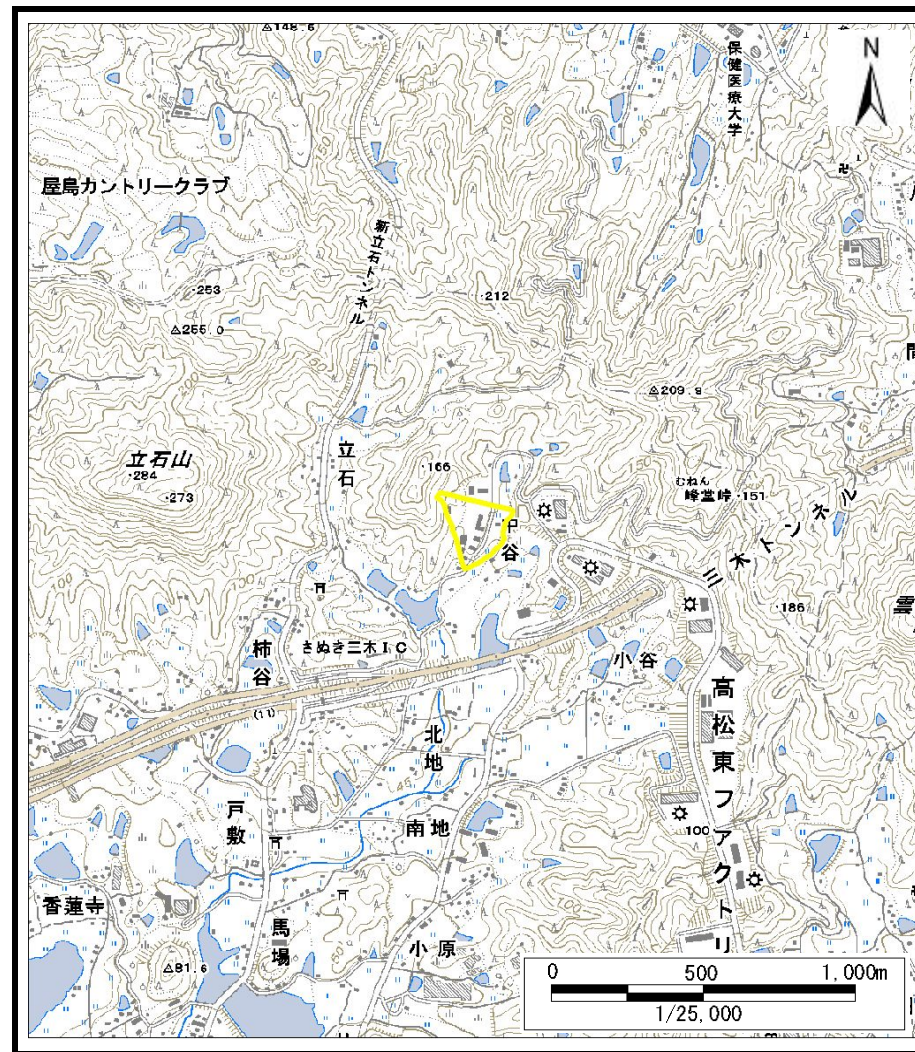 △148.6
保健医療大学
N
屋島カントリークラブ
新立石トンネル
・253
・212
△255.0
△209.9
立石山
・284
・273
立石
・166
むねん
峰堂峠・151
中谷
三木トンネル
・186
雲
柿谷
さぬき三木IC
小谷
(11)
高松東ファクトリ
北地
戸敷
南地
100
香蓮寺
馬場
小原
△81.6
0 500 1,000m
1/25,000